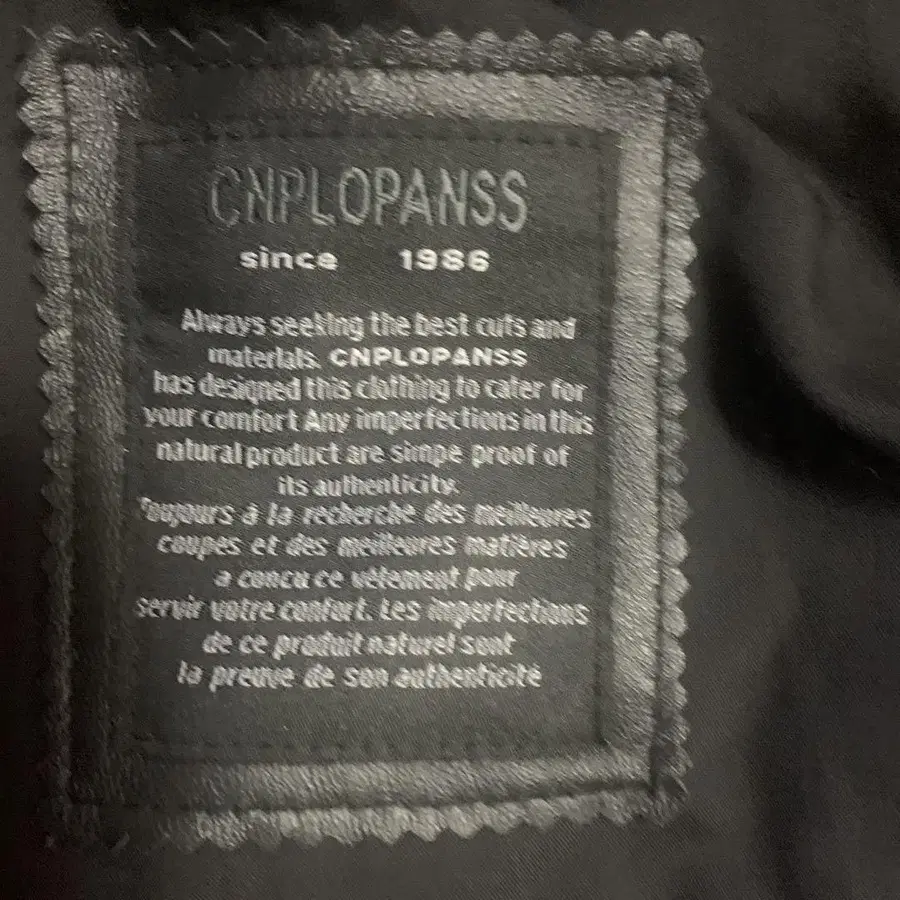 CNPLOPANSS
since 1986
Always seeking the best cuts and
materials. CNPLOPANSS
has designed this clothing to cater for
your comfort Any imperfections in this
natural product are simpe proof of
its authenticity.
Toujours à la recherche des meilleures
coupes et des meilleures matières
a concu ce vêtement pour
servir votre confort. Les imperfections
de ce produit naturel sont
la preuve de son authenticité